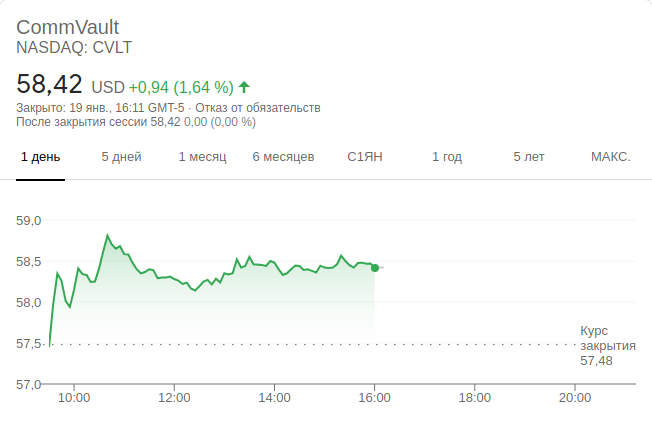 CommVault
NASDAQ: CVLT
58,42 USD +0,94 (1,64 %)
Закрыто: 19 янв., 16:11 GMT-5 · Отказ от обязательств
После закрытия сессии 58,42 0,00 (0,00 %)
1 день 5 дней 1 месяц 6 месяцев С1ЯН 1 год 5 лет МАКС.
59,0
58,5
58,0
57,5
57,0
Курс
закрытия
57,48
10:00 12:00 14:00 16:00 18:00 20:00